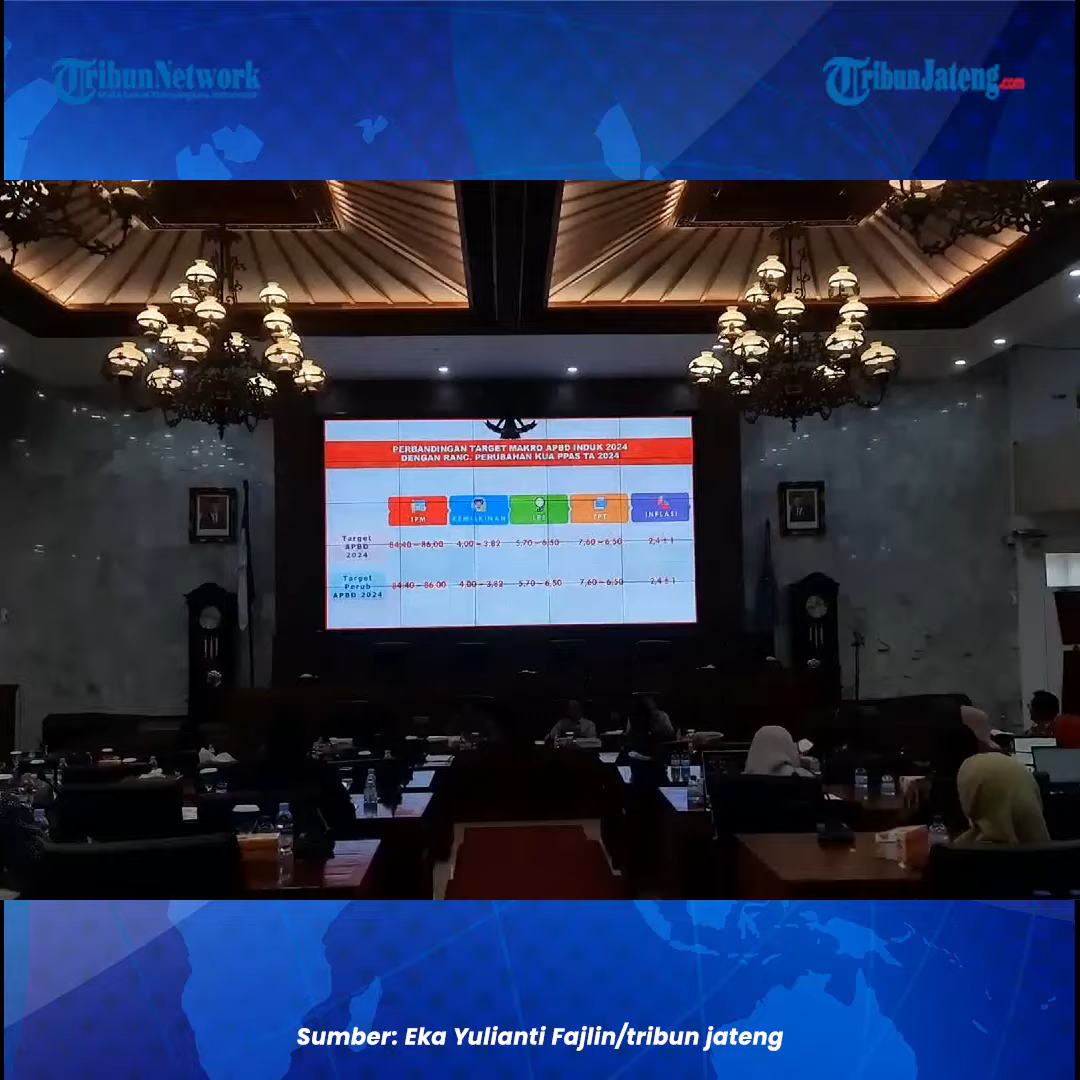 TribunNetwork
TribunJateng.com
PERBANDINGAN TARGET MAKRO APBD INDUK 2024
DENGAN RANC. PERUBAHAN KUA PPAS TA 2024
IPM KEMISKINAN LPE TPT INFLASI
Target
APBD
2024
84,40 – 86,00 4,00 – 3,82 5,70 – 6,50 7,60 – 6,50 2,4 ± 1
Target
Perub
APBD 2024
84,40 – 86,00 4,00 – 3,82 5,70 – 6,50 7,60 – 6,50 2,4 ± 1
Sumber: Eka Yulianti Fajlin/tribun jateng